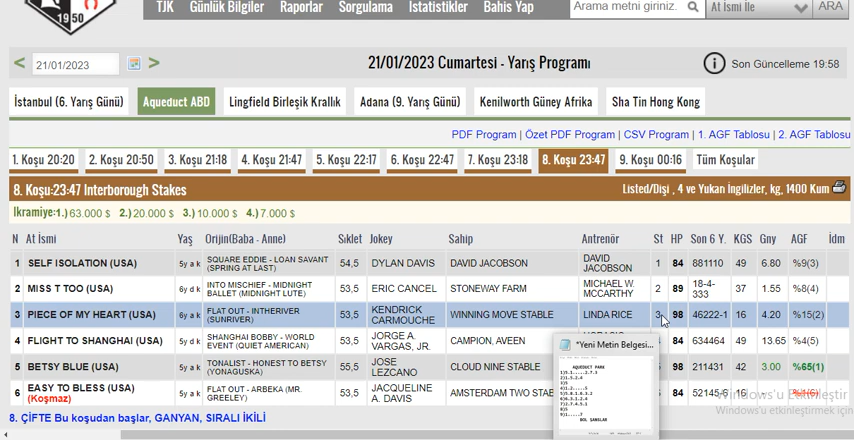 TJK Günlük Bilgiler Raporlar Sorgulama İstatistikler Bahis Yap Arama metni giriniz. At İsmi İle ARA
1950
< 21/01/2023 > 21/01/2023 Cumartesi - Yarış Programı Son Güncelleme 19:58
İstanbul (6. Yarış Günü) Aqueduct ABD Lingfield Birleşik Krallık Adana (9. Yarış Günü) Kenilworth Güney Afrika Sha Tin Hong Kong
PDF Program | Özet PDF Program | CSV Program | 1. AGF Tablosu | 2. AGF Tablosu
1. Koşu 20:20 2. Koşu 20:50 3. Koşu 21:18 4. Koşu 21:47 5. Koşu 22:17 6. Koşu 22:47 7. Koşu 23:18 8. Koşu 23:47 9. Koşu 00:16 Tüm Koşular
8. Koşu:23:47 Interborough Stakes Listed/Dişi , 4 ve Yukarı İngilizler, kg, 1400 Kum
İkramiye:1.) 63.000 $ 2.) 20.000 $ 3.) 10.000 $ 4.) 7.000 $
N At İsmi Yaş Orijin(Baba - Anne) Sıklet Jokey Sahip Antrenör St HP Son 6 Y. KGS Gny AGF İdm
1 SELF ISOLATION (USA) 5y a k SQUARE EDDIE - LOAN SAVANT (SPRING AT LAST) 54,5 DYLAN DAVIS DAVID JACOBSON DAVID JACOBSON 1 84 881110 49 6.80 %9(3)
2 MISS T TOO (USA) 6y d k INTO MISCHIEF - MIDNIGHT BALLET (MIDNIGHT LUTE) 53,5 ERIC CANCEL STONEWAY FARM MICHAEL W. MCCARTHY 2 89 18-4-333 37 13.55 %8(4)
3 PIECE OF MY HEART (USA) 6y a k FLAT OUT - INTHERIVER (SUNRIVER) 53,5 KENDRICK CARMOUCHE WINNING MOVE STABLE LINDA RICE 3 98 46222-1 16 4.20 %15(2)
4 FLIGHT TO SHANGHAI (USA) 5y d k SHANGHAI BOBBY - WORLD EVENT (QUIET AMERICAN) 53,5 JORGE A. VARGAS, JR. CAMPION, AVEEN 84 634464 49 13.65 %4(5)
5 BETSY BLUE (USA) 5y a k TONALIST - HONEST TO BETSY (YONAGUSKA) 55,5 JOSE LEZCANO CLOUD NINE STABLE 98 211431 42 3.00 %65(1)
6 EASY TO BLESS (USA) (Koşmaz) 6y a k FLAT OUT - ARBEKA (MR. GREELEY) 53,5 JACQUELINE A. DAVIS AMSTERDAM TWO STAB 84 52145/6 16 - %1(6)
*Yeni Metin Belgesi...
AQUEDUCT PARK
BOL ŞANSLAR
8. ÇİFTE Bu koşudan başlar, GANYAN, SIRALI İKİLİ
Windows'u Etkinleştir
Windows'u etkinleştirmek için